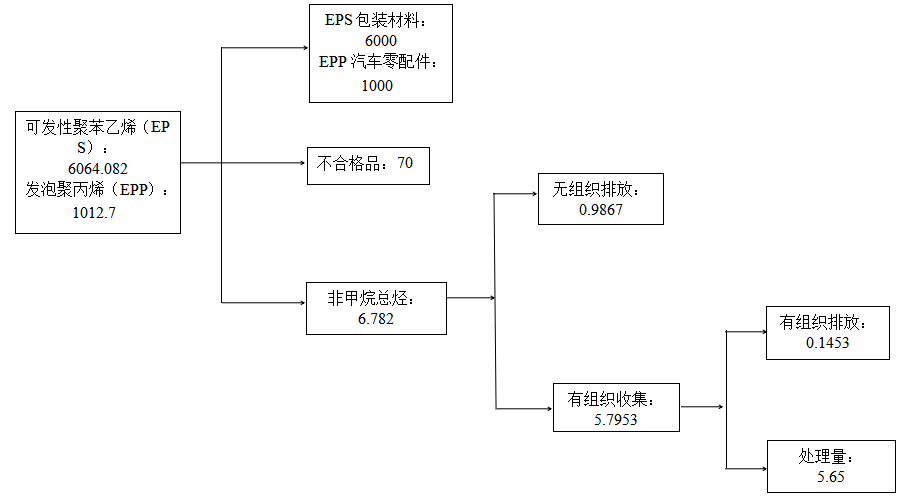 EPS 包装材料：
6000
EPP 汽车零配件：
1000
可发性聚苯乙烯（EP
S）：
6064.082
发泡聚丙烯（EPP）：
1012.7
不合格品：70
无组织排放：
0.9867
非甲烷总烃：
6.782
有组织排放：
0.1453
有组织收集：
5.7953
处理量：
5.65